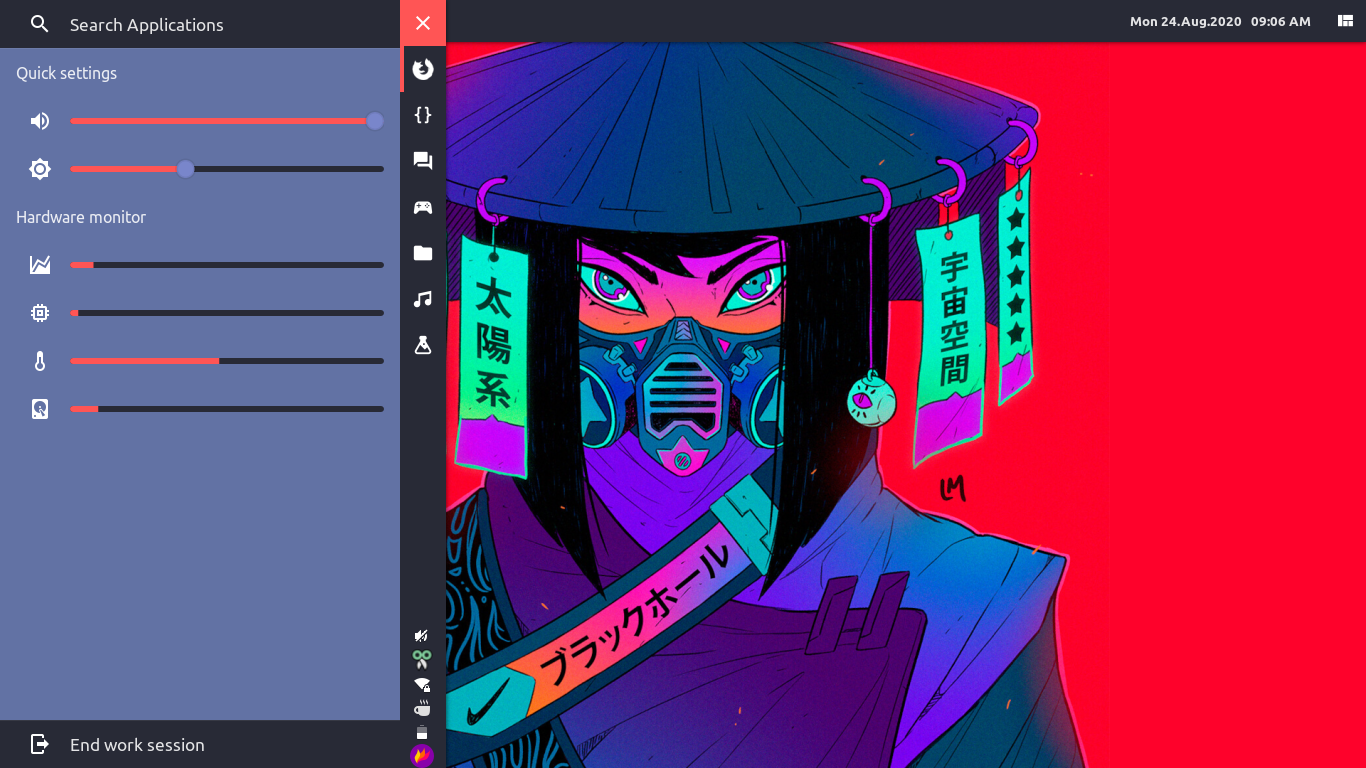 Search Applications
Mon 24.Aug.2020 09:06 AM
Quick settings
Hardware monitor
End work session
太陽系
宇宙空間
ブラックホール
LM